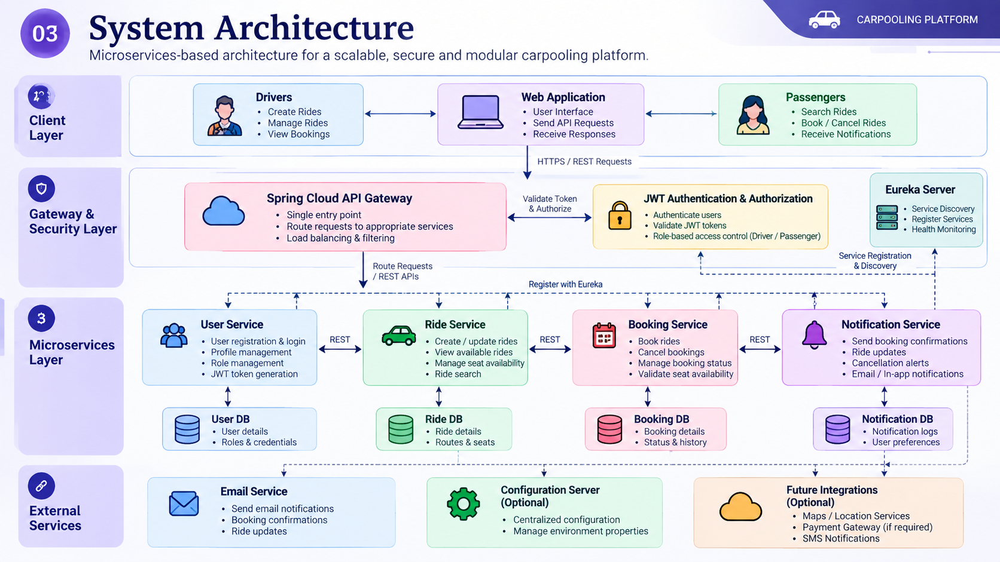 03
System Architecture
Microservices-based architecture for a scalable, secure and modular carpooling platform.
CARPOOLING PLATFORM
Client
Layer
Drivers
• Create Rides
• Manage Rides
• View Bookings
Web Application
• User Interface
• Send API Requests
• Receive Responses
Passengers
• Search Rides
• Book / Cancel Rides
• Receive Notifications
HTTPS / REST Requests
Gateway &
Security Layer
Spring Cloud API Gateway
• Single entry point
• Route requests to appropriate services
• Load balancing & filtering
Validate Token
& Authorize
JWT Authentication & Authorization
• Authenticate users
• Validate JWT tokens
• Role-based access control (Driver / Passenger)
Eureka Server
• Service Discovery
• Register Services
• Health Monitoring
Route Requests
/ REST APIs
Service Registration
& Discovery
Register with Eureka
3
Microservices
Layer
User Service
• User registration & login
• Profile management
• Role management
• JWT token generation
REST
Ride Service
• Create / update rides
• View available rides
• Manage seat availability
• Ride search
REST
Booking Service
• Book rides
• Cancel bookings
• Manage booking status
• Validate seat availability
REST
Notification Service
• Send booking confirmations
• Ride updates
• Cancellation alerts
• Email / In-app notifications
User DB
• User details
• Roles & credentials
Ride DB
• Ride details
• Routes & seats
Booking DB
• Booking details
• Status & history
Notification DB
• Notification logs
• User preferences
External
Services
Email Service
• Send email notifications
• Booking confirmations
• Ride updates
Configuration Server
(Optional)
• Centralized configuration
• Manage environment properties
Future Integrations
(Optional)
• Maps / Location Services
• Payment Gateway (if required)
• SMS Notifications